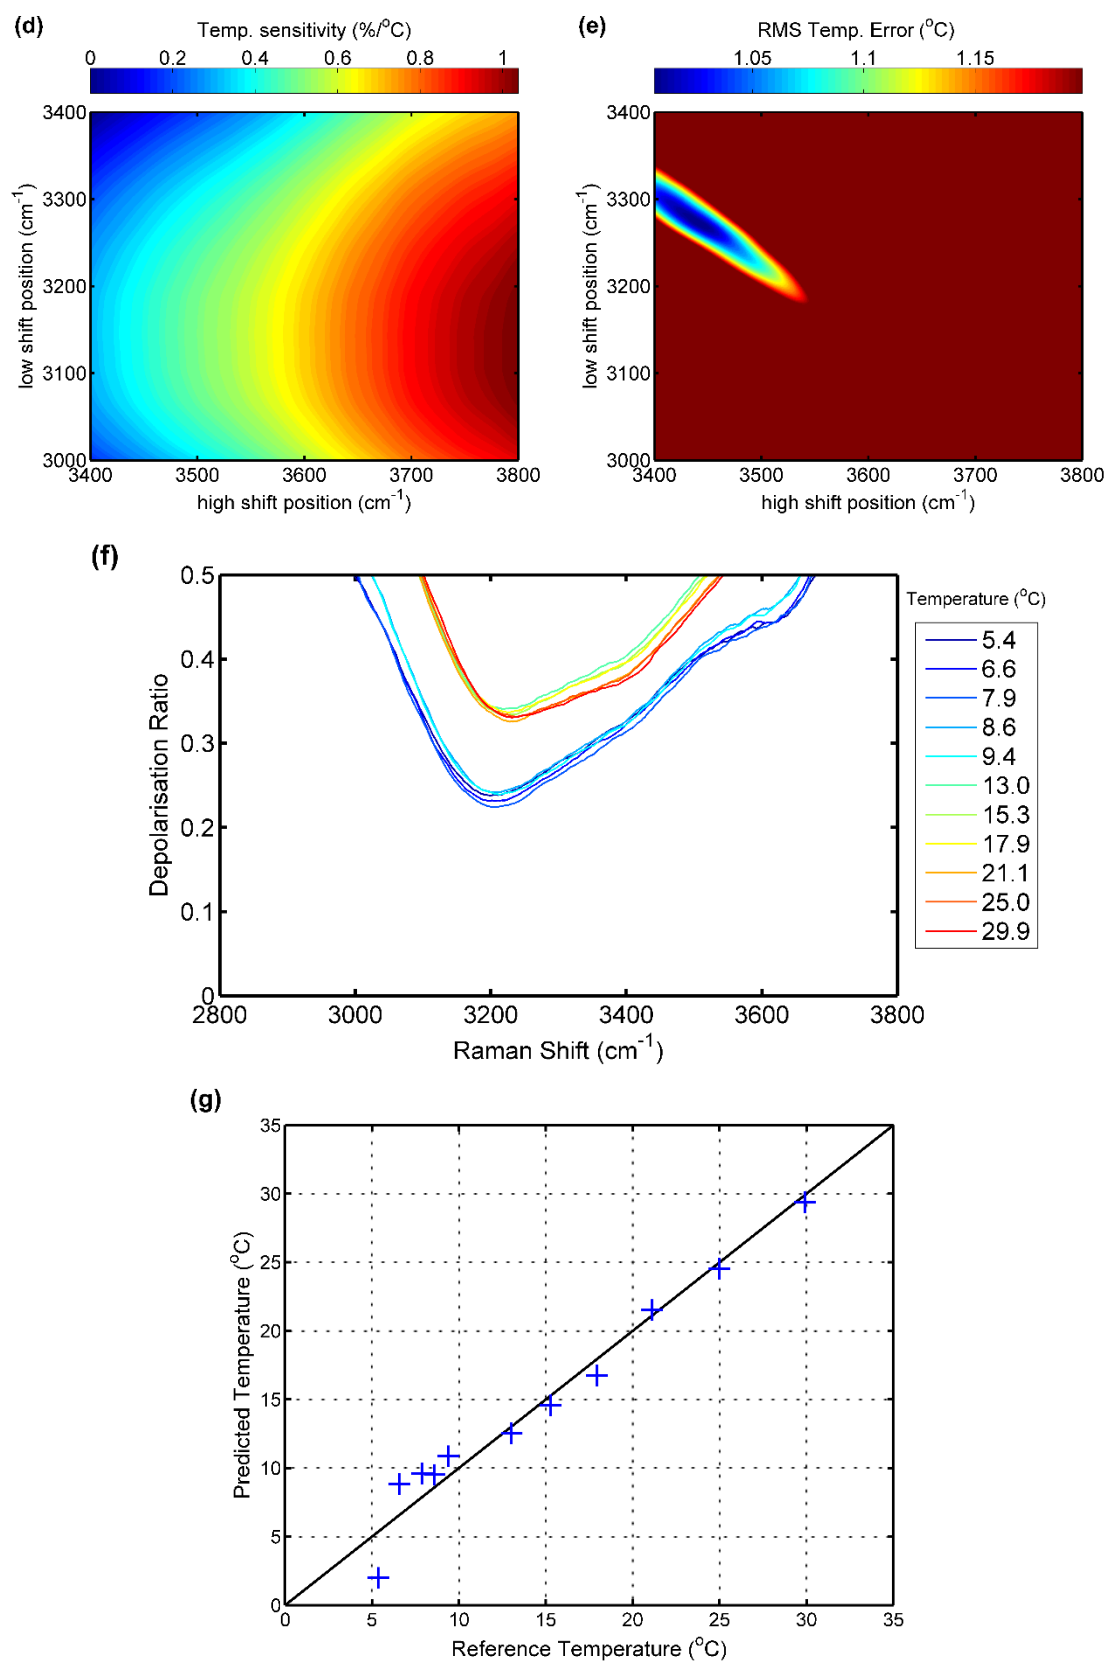 (d)
Temp. sensitivity (%/°C)
0 0.2 0.4 0.6 0.8 1
3400
3300
3200
3100
3000
low shift position (cm⁻¹)
3400 3500 3600 3700 3800
high shift position (cm⁻¹)
(e)
RMS Temp. Error (°C)
1.05 1.1 1.15
3400
3300
3200
3100
3000
low shift position (cm⁻¹)
3400 3500 3600 3700 3800
high shift position (cm⁻¹)
(f)
0.5
0.4
0.3
0.2
0.1
0
Depolarisation Ratio
2800 3000 3200 3400 3600 3800
Raman Shift (cm⁻¹)
Temperature (°C)
5.4
6.6
7.9
8.6
9.4
13.0
15.3
17.9
21.1
25.0
29.9
(g)
35
30
25
20
15
10
5
0
Predicted Temperature (°C)
0 5 10 15 20 25 30 35
Reference Temperature (°C)